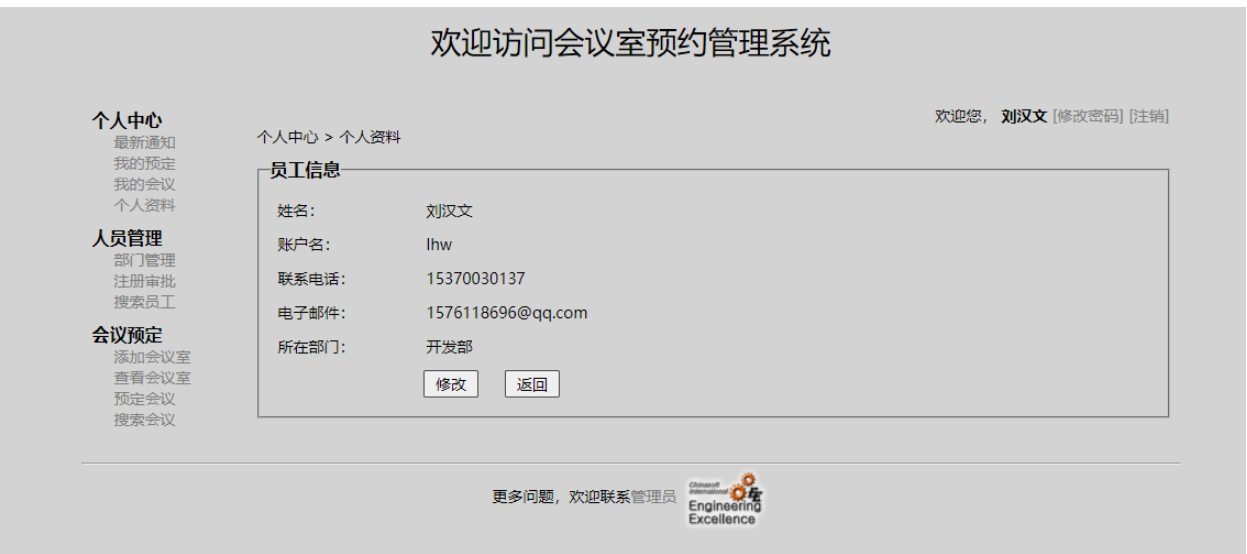 欢迎访问会议室预约管理系统
欢迎您， 刘汉文 [修改密码] [注销]
个人中心
最新通知
我的预定
我的会议
个人资料
人员管理
部门管理
注册审批
搜索员工
会议预定
添加会议室
查看会议室
预定会议
搜索会议
个人中心 > 个人资料
员工信息
姓名： 刘汉文
账户名： lhw
联系电话： 15370030137
电子邮件： 1576118696@qq.com
所在部门： 开发部
修改 返回
更多问题，欢迎联系管理员
Chinasoft
International
Engineering
Excellence